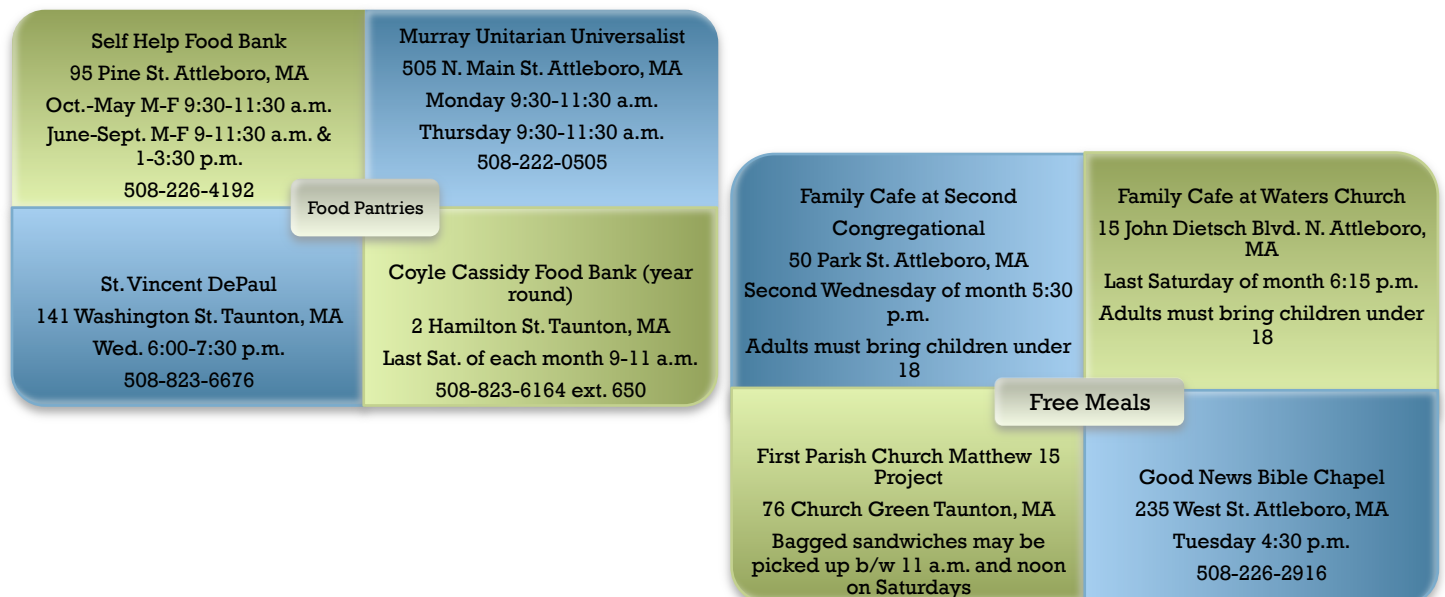 Self Help Food Bank
95 Pine St. Attleboro, MA
Oct.-May M-F 9:30-11:30 a.m.
June-Sept. M-F 9-11:30 a.m. &
1-3:30 p.m.
508-226-4192
Murray Unitarian Universalist
505 N. Main St. Attleboro, MA
Monday 9:30-11:30 a.m.
Thursday 9:30-11:30 a.m.
508-222-0505
Food Pantries
St. Vincent DePaul
141 Washington St. Taunton, MA
Wed. 6:00-7:30 p.m.
508-823-6676
Coyle Cassidy Food Bank (year
round)
2 Hamilton St. Taunton, MA
Last Sat. of each month 9-11 a.m.
508-823-6164 ext. 650
Family Cafe at Second
Congregational
50 Park St. Attleboro, MA
Second Wednesday of month 5:30
p.m.
Adults must bring children under
18
Family Cafe at Waters Church
15 John Dietsch Blvd. N. Attleboro,
MA
Last Saturday of month 6:15 p.m.
Adults must bring children under
18
Free Meals
First Parish Church Matthew 15
Project
76 Church Green Taunton, MA
Bagged sandwiches may be
picked up b/w 11 a.m. and noon
on Saturdays
Good News Bible Chapel
235 West St. Attleboro, MA
Tuesday 4:30 p.m.
508-226-2916